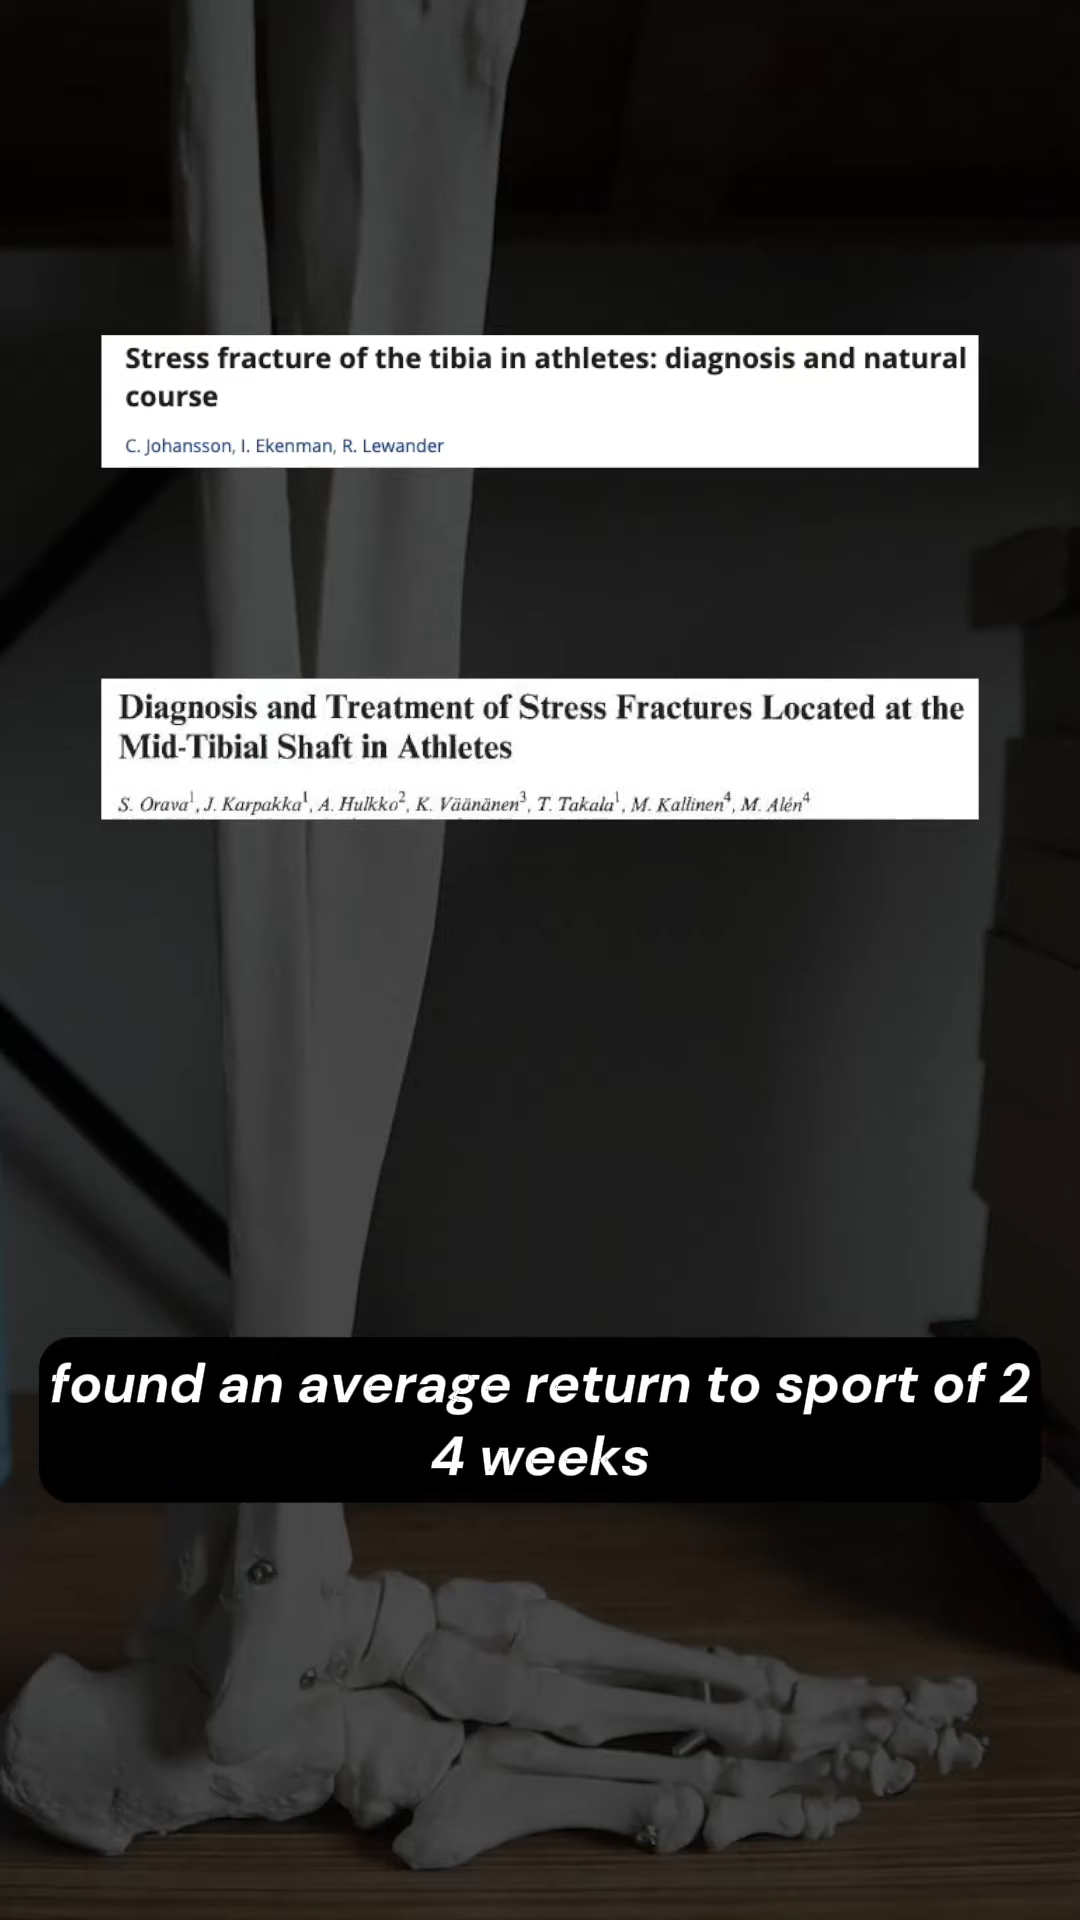 Stress fracture of the tibia in athletes: diagnosis and natural
course
C. Johansson, I. Ekenman, R. Lewander
Diagnosis and Treatment of Stress Fractures Located at the
Mid-Tibial Shaft in Athletes
S. Orava¹, J. Karpakka¹, A. Hulkko², K. Väänänen³, T. Takala¹, M. Kallinen⁴, M. Alén⁴
found an average return to sport of 2
4 weeks